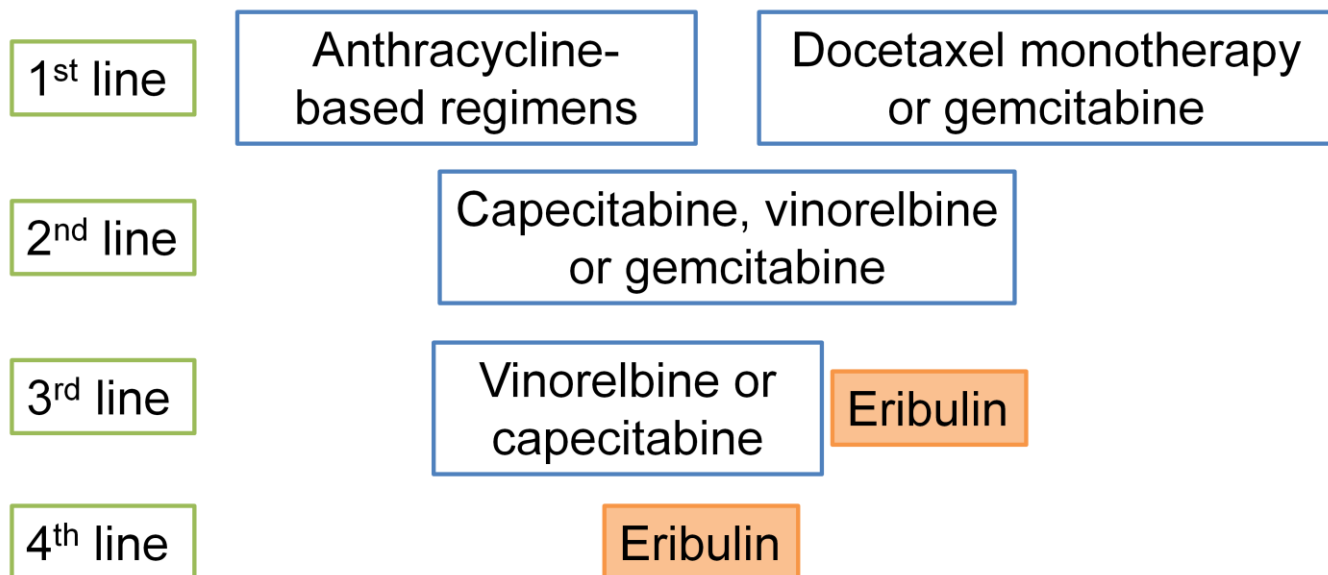 1st line
Anthracycline-
based regimens
Docetaxel monotherapy
or gemcitabine
2nd line
Capecitabine, vinorelbine
or gemcitabine
3rd line
Vinorelbine or
capecitabine
Eribulin
4th line
Eribulin